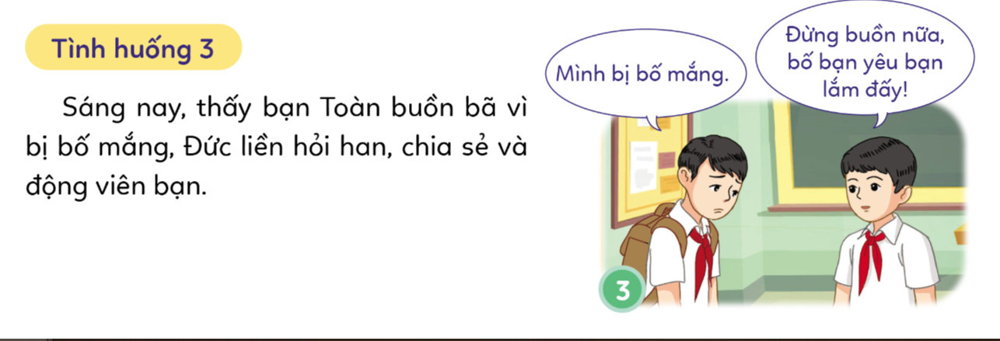 Tình huống 3
Sáng nay, thấy bạn Toàn buồn bã vì
bị bố mắng, Đức liền hỏi han, chia sẻ và
động viên bạn.
Mình bị bố mắng.
Đừng buồn nữa,
bố bạn yêu bạn
lắm đấy!
3